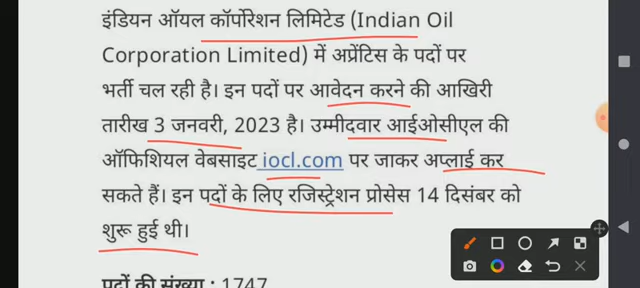 इंडियन ऑयल कॉर्पोरेशन लिमिटेड (Indian Oil
Corporation Limited) में अप्रेंटिस के पदों पर
भर्ती चल रही है। इन पदों पर आवेदन करने की आखिरी
तारीख 3 जनवरी, 2023 है। उम्मीदवार आईओसीएल की
ऑफिशियल वेबसाइट iocl.com पर जाकर अप्लाई कर
सकते हैं। इन पदों के लिए रजिस्ट्रेशन प्रोसेस 14 दिसंबर को
शुरू हुई थी।
पदों की संख्या : 1747